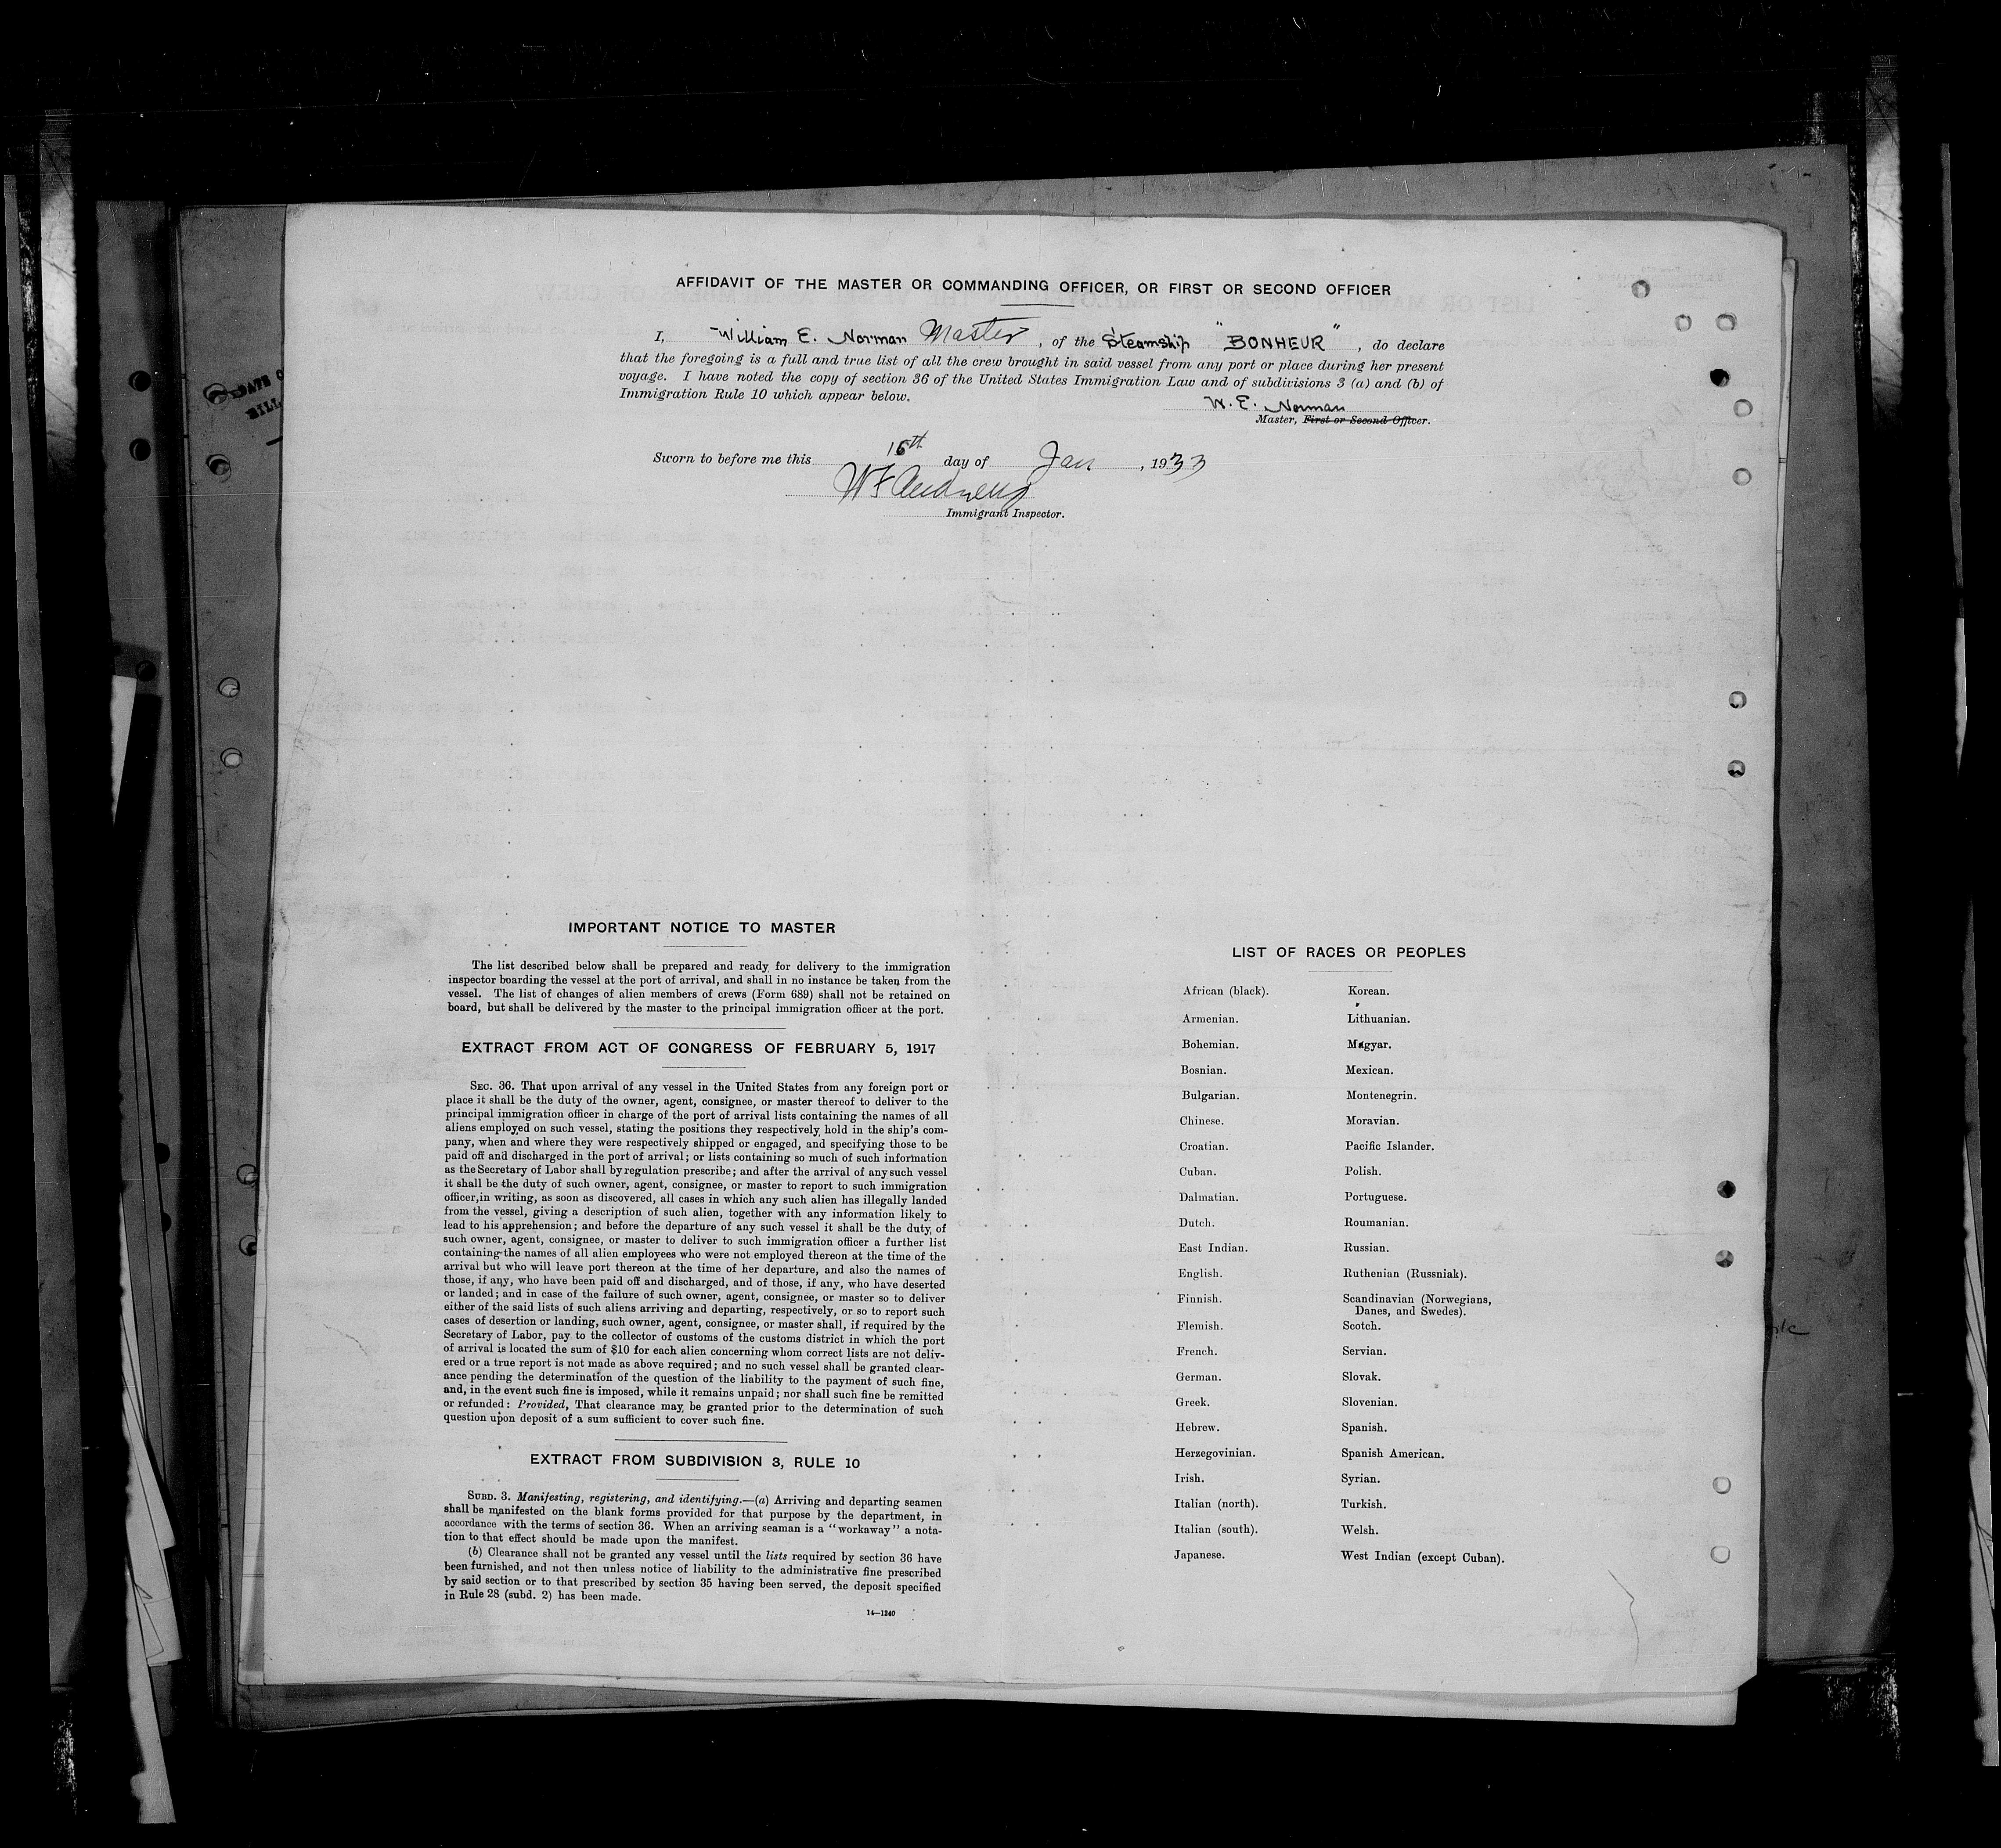 AFFIDAVIT OF THE MASTER OR COMMANDING OFFICER, OR FIRST OR SECOND OFFICER
I, William E. Norman Master, of the Steamship "BONHEUR", do declare
that the foregoing is a full and true list of all the crew brought in said vessel from any port or place during her present
voyage. I have noted the copy of section 36 of the United States Immigration Law and of subdivisions 3 (a) and (b) of
Immigration Rule 10 which appear below.
W. E. Norman
Master, First or Second Officer.
Sworn to before me this 16th day of Jan, 1933
W F Andrews
Immigrant Inspector.
IMPORTANT NOTICE TO MASTER
The list described below shall be prepared and ready for delivery to the immigration
inspector boarding the vessel at the port of arrival, and shall in no instance be taken from the
vessel. The list of changes of alien members of crews (Form 689) shall not be retained on
board, but shall be delivered by the master to the principal immigration officer at the port.
EXTRACT FROM ACT OF CONGRESS OF FEBRUARY 5, 1917
SEC. 36. That upon arrival of any vessel in the United States from any foreign port or
place it shall be the duty of the owner, agent, consignee, or master thereof to deliver to the
principal immigration officer in charge of the port of arrival lists containing the names of all
aliens employed on such vessel, stating the positions they respectively hold in the ship's com-
pany, when and where they were respectively shipped or engaged, and specifying those to be
paid off and discharged in the port of arrival; or lists containing so much of such information
as the Secretary of Labor shall by regulation prescribe; and after the arrival of any such vessel
it shall be the duty of such owner, agent, consignee, or master to report to such immigration
officer, in writing, as soon as discovered, all cases in which any such alien has illegally landed
from the vessel, giving a description of such alien, together with any information likely to
lead to his apprehension; and before the departure of any such vessel it shall be the duty of
such owner, agent, consignee, or master to deliver to such immigration officer a further list
containing the names of all alien employees who were not employed thereon at the time of the
arrival but who will leave port thereon at the time of her departure, and also the names of
those, if any, who have been paid off and discharged, and of those, if any, who have deserted
or landed; and in case of the failure of such owner, agent, consignee, or master so to deliver
either of the said lists of such aliens arriving and departing, respectively, or so to report such
cases of desertion or landing, such owner, agent, consignee, or master shall, if required by the
Secretary of Labor, pay to the collector of customs of the customs district in which the port
of arrival is located the sum of $10 for each alien concerning whom correct lists are not deliv-
ered or a true report is not made as above required; and no such vessel shall be granted clear-
ance pending the determination of the question of the liability to the payment of such fine,
and, in the event such fine is imposed, while it remains unpaid; nor shall such fine be remitted
or refunded: Provided, That clearance may be granted prior to the determination of such
question upon deposit of a sum sufficient to cover such fine.
EXTRACT FROM SUBDIVISION 3, RULE 10
SUBD. 3. Manifesting, registering, and identifying.—(a) Arriving and departing seamen
shall be manifested on the blank forms provided for that purpose by the department, in
accordance with the terms of section 36. When an arriving seaman is a "workaway" a nota-
tion to that effect should be made upon the manifest.
(b) Clearance shall not be granted any vessel until the lists required by section 36 have
been furnished, and not then unless notice of liability to the administrative fine prescribed
by said section or to that prescribed by section 35 having been served, the deposit specified
in Rule 28 (subd. 2) has been made.
14—1240
LIST OF RACES OR PEOPLES
African (black). Korean.
Armenian. Lithuanian.
Bohemian. Magyar.
Bosnian. Mexican.
Bulgarian. Montenegrin.
Chinese. Moravian.
Croatian. Pacific Islander.
Cuban. Polish.
Dalmatian. Portuguese.
Dutch. Roumanian.
East Indian. Russian.
English. Ruthenian (Russniak).
Finnish. Scandinavian (Norwegians,
Danes, and Swedes).
Flemish. Scotch.
French. Servian.
German. Slovak.
Greek. Slovenian.
Hebrew. Spanish.
Herzegovinian. Spanish American.
Irish. Syrian.
Italian (north). Turkish.
Italian (south). Welsh.
Japanese. West Indian (except Cuban).